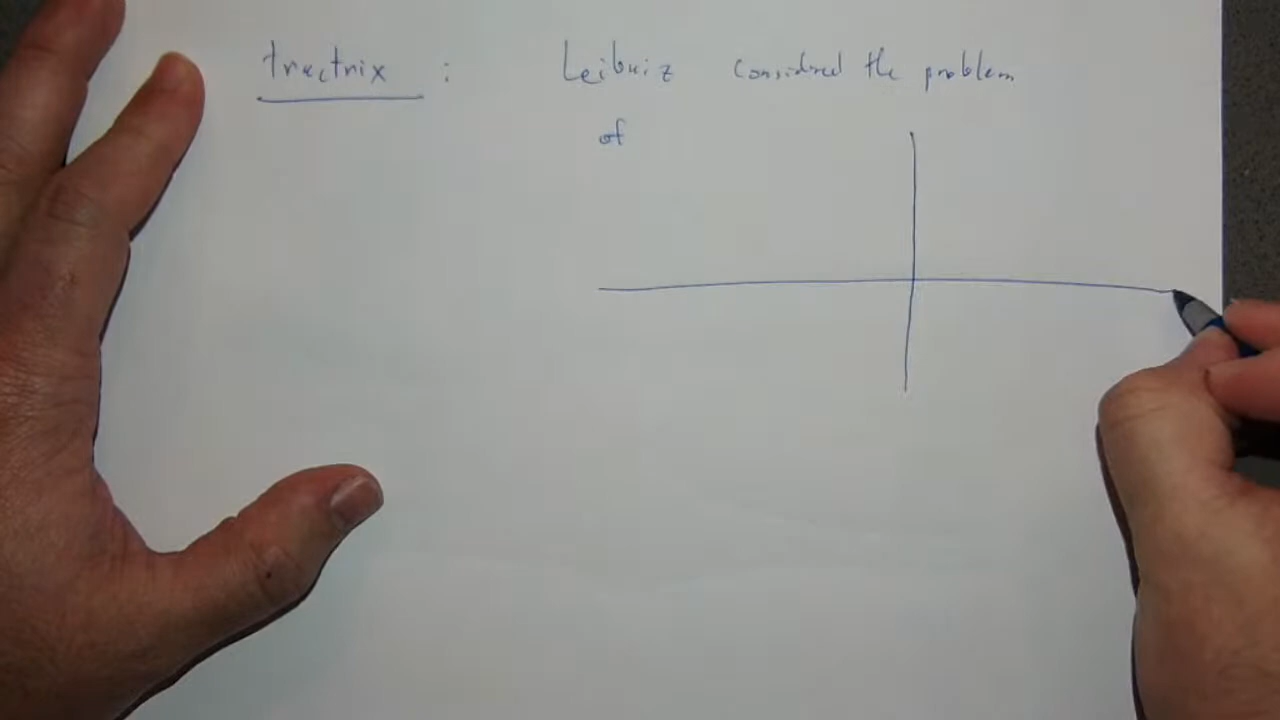 tractrix : Leibniz considered the problem
of